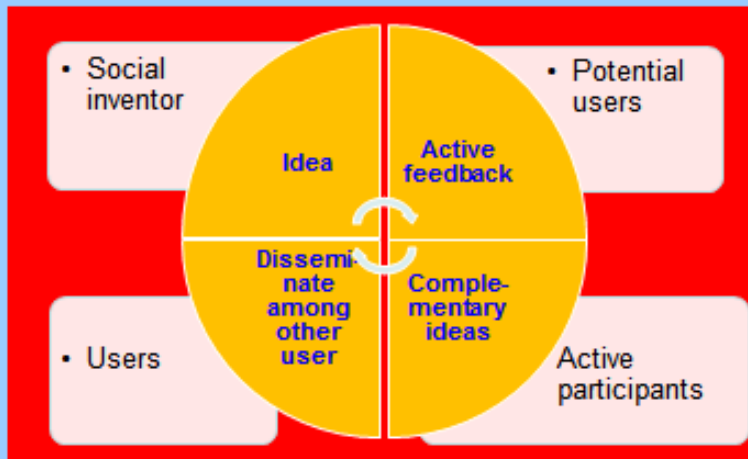 • Social
inventor
• Potential
users
Idea
Active
feedback
Dissemi-
nate
among
other
user
Comple-
mentary
ideas
• Users
Active
participants